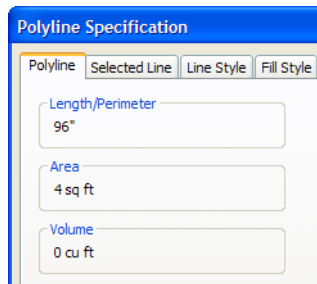 Polyline Specification
Polyline Selected Line Line Style Fill Style
Length/Perimeter
96"
Area
4 sq ft
Volume
0 cu ft